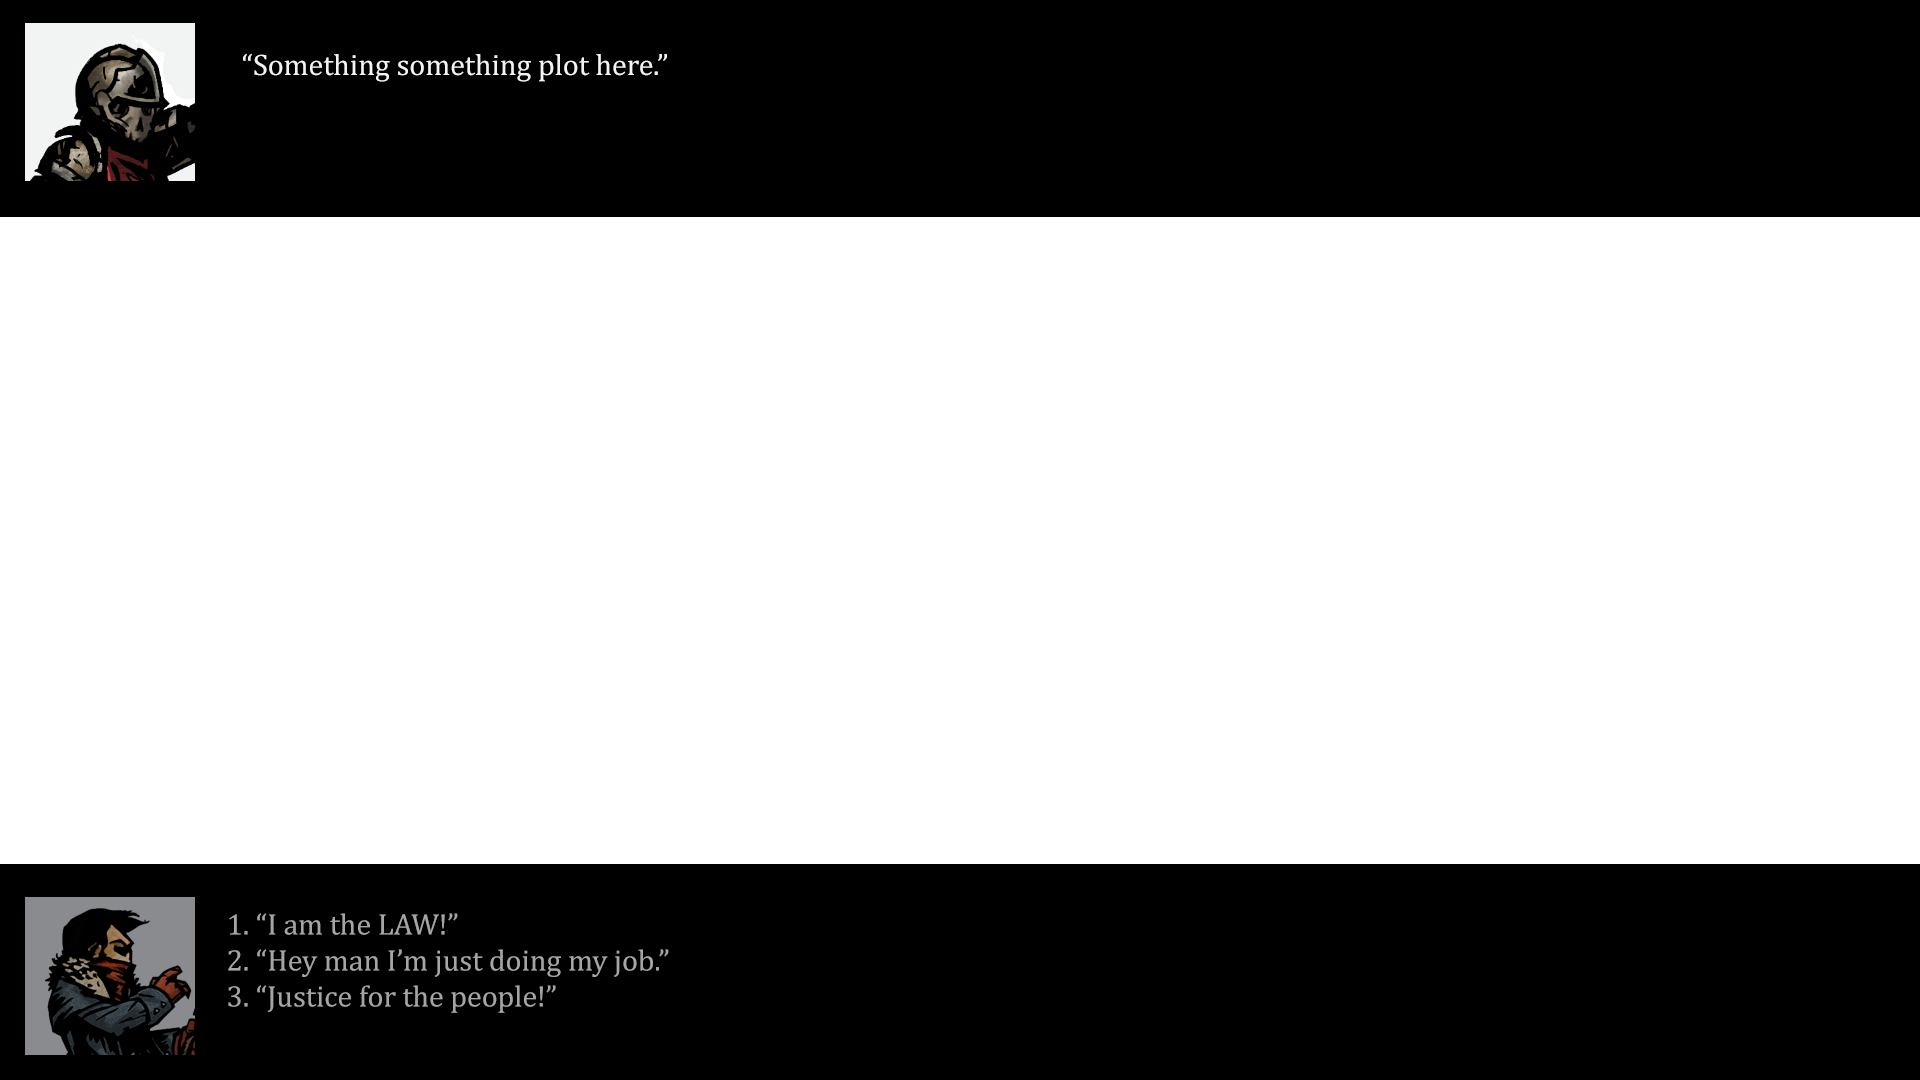 “Something something plot here.”
1. “I am the LAW!”
2. “Hey man I’m just doing my job.”
3. “Justice for the people!”